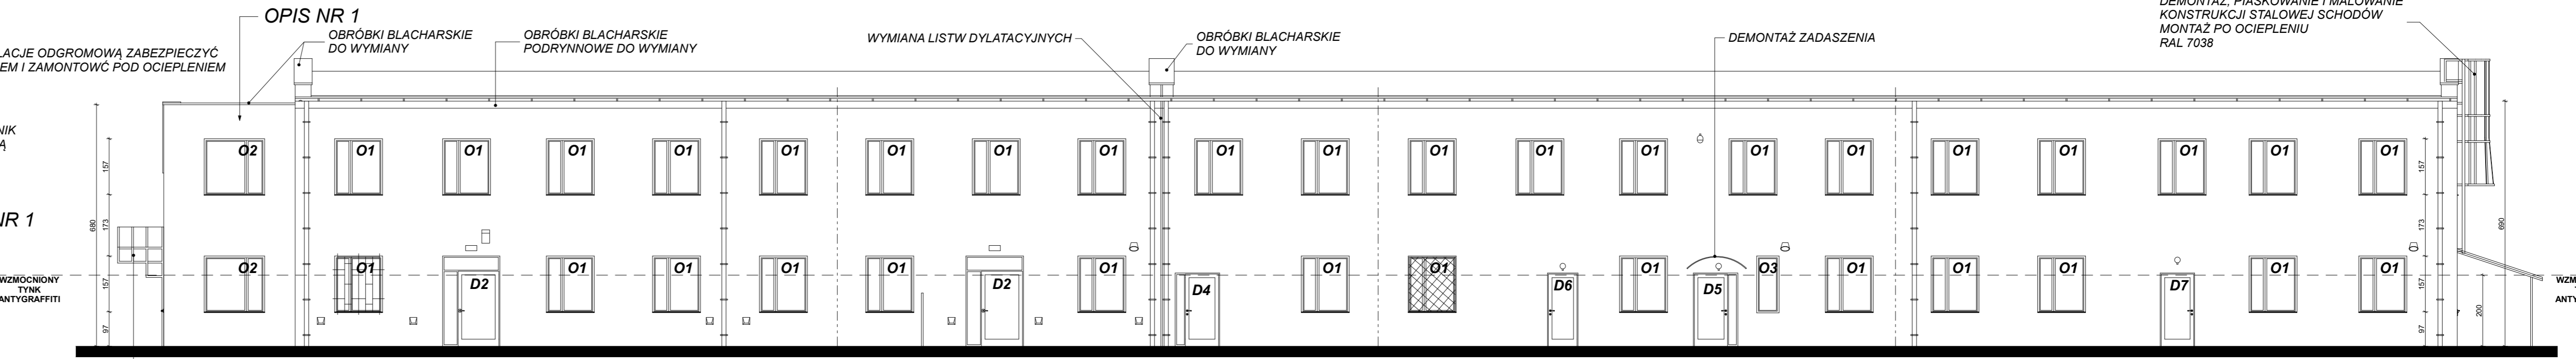 OPIS NR 1
LACJE ODGROMOWĄ ZABEZPIECZYĆ
EM I ZAMONTOWĆ POD OCIEPLENIEM
OBRÓBKI BLACHARSKIE
DO WYMIANY
OBRÓBKI BLACHARSKIE
PODRYNNOWE DO WYMIANY
WYMIANA LISTW DYLATACYJNYCH
OBRÓBKI BLACHARSKIE
DO WYMIANY
DEMONTAŻ ZADASZENIA
DEMONTAŻ, PIASKOWANIE I MALOWANIE
KONSTRUKCJI STALOWEJ SCHODÓW
MONTAŻ PO OCIEPLENIU
RAL 7038
NIK
Ą
NR 1
O2 O1 O1 O1 O1 O1 O1 O1 O1 O1 O1 O1 O1 O1 O1 O1 O1 O1 O1 O1 O1
680
157
173
157
97
157
173
157
97
690
200
O2 O1 D2 O1 O1 O1 O1 D2 O1 D4 O1 O1 D6 O1 D5 O3 O1 O1 O1 D7 O1 O1
WZMOCNIONY
TYNK
ANTYGRAFFITI
WZM
ANTY